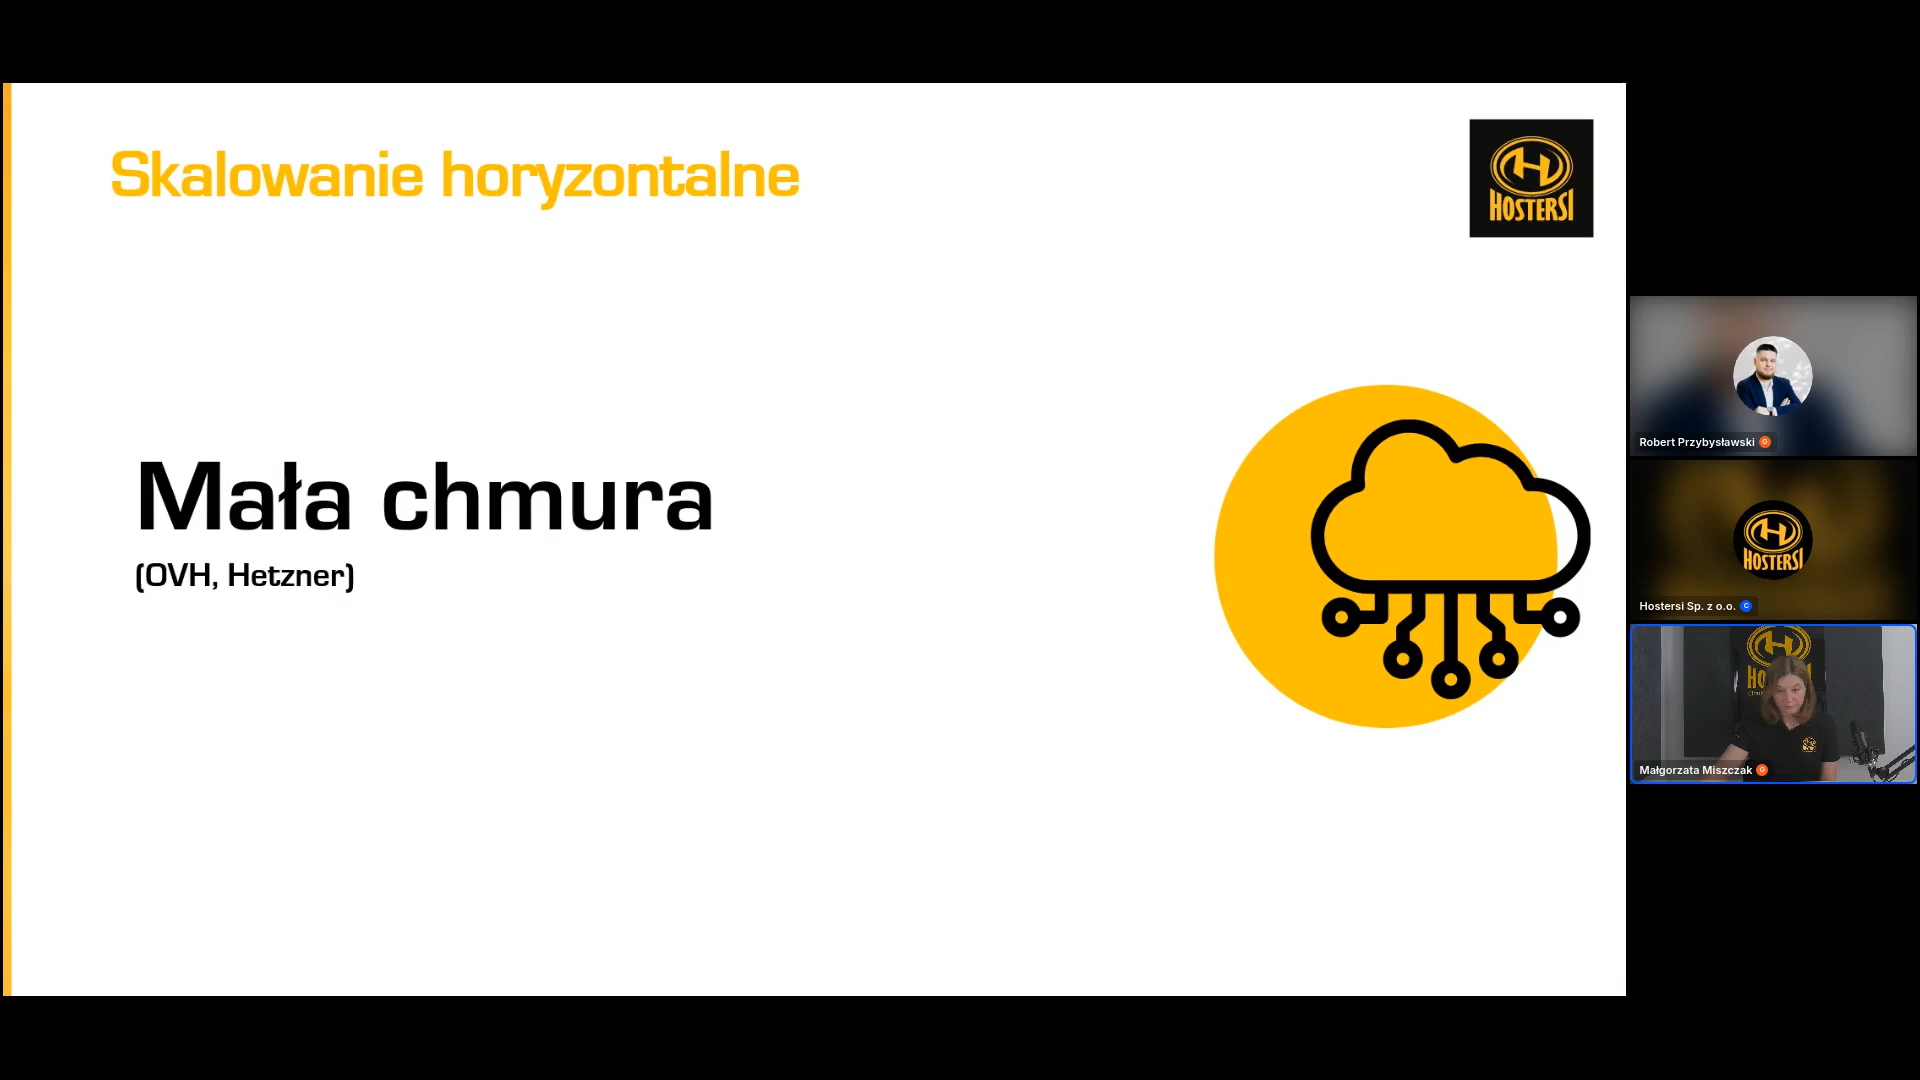 Skalowanie horyzontalne
HOSTERSI
Mała chmura
(OVH, Hetzner)
Robert Przybysławski G
HOSTERSI
Hostersi Sp. z o.o. C
Małgorzata Miszczak G